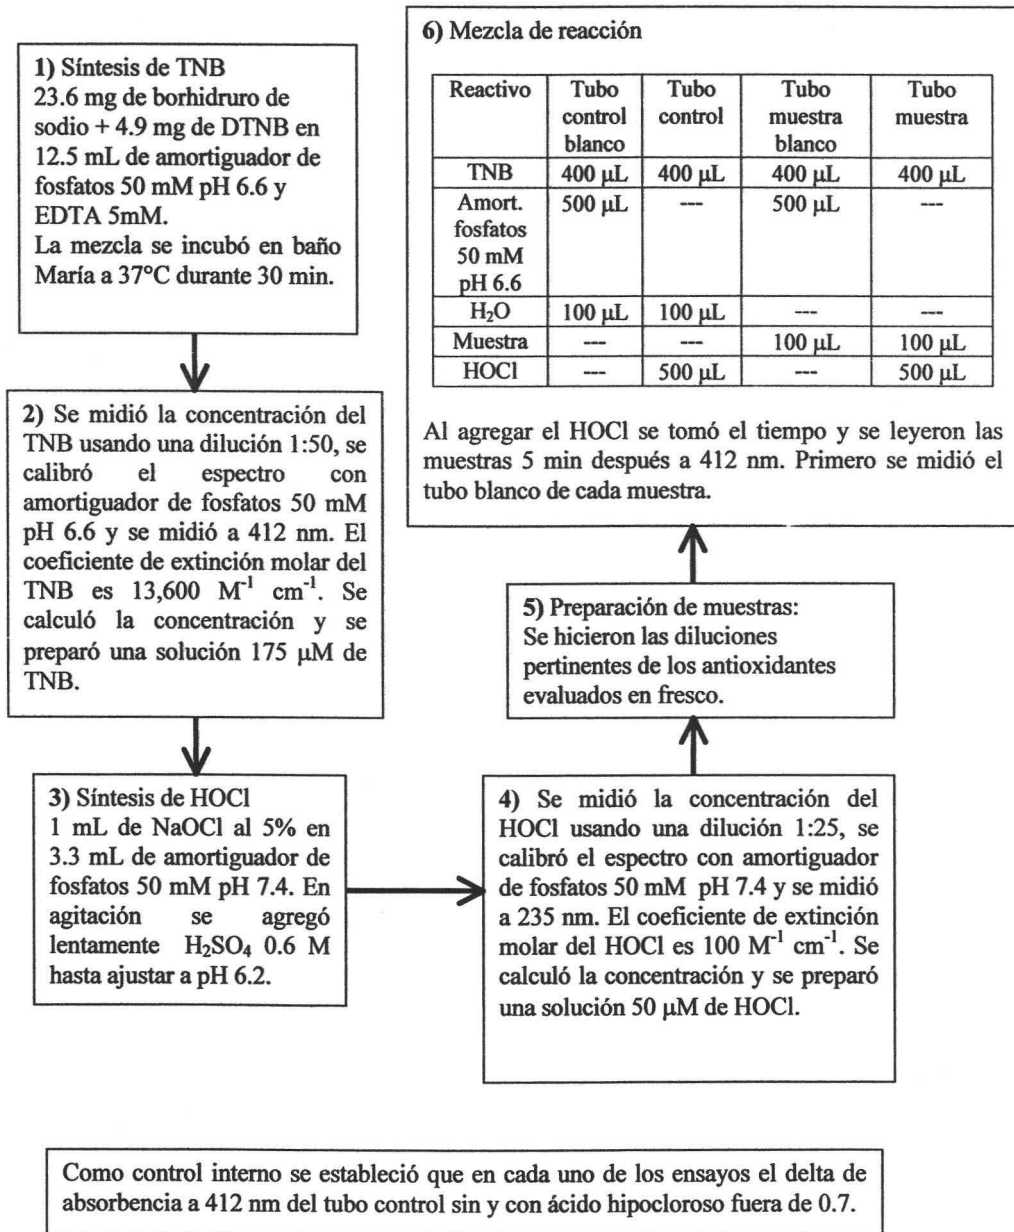 1) Síntesis de TNB
23.6 mg de borhidruro de
sodio + 4.9 mg de DTNB en
12.5 mL de amortiguador de
fosfatos 50 mM pH 6.6 y
EDTA 5mM.
La mezcla se incubó en baño
María a 37°C durante 30 min.
2) Se midió la concentración del
TNB usando una dilución 1:50, se
calibró el espectro con
amortiguador de fosfatos 50 mM
pH 6.6 y se midió a 412 nm. El
coeficiente de extinción molar del
TNB es 13,600 M⁻¹ cm⁻¹. Se
calculó la concentración y se
preparó una solución 175 μM de
TNB.
3) Síntesis de HOCl
1 mL de NaOCl al 5% en
3.3 mL de amortiguador de
fosfatos 50 mM pH 7.4. En
agitación se agregó
lentamente H₂SO₄ 0.6 M
hasta ajustar a pH 6.2.
4) Se midió la concentración del
HOCl usando una dilución 1:25, se
calibró el espectro con amortiguador
de fosfatos 50 mM pH 7.4 y se midió
a 235 nm. El coeficiente de extinción
molar del HOCl es 100 M⁻¹ cm⁻¹. Se
calculó la concentración y se preparó
una solución 50 μM de HOCl.
5) Preparación de muestras:
Se hicieron las diluciones
pertinentes de los antioxidantes
evaluados en fresco.
6) Mezcla de reacción
Reactivo Tubo control blanco Tubo control Tubo muestra blanco Tubo muestra
TNB 400 μL 400 μL 400 μL 400 μL
Amort. fosfatos 50 mM pH 6.6 500 μL --- 500 μL ---
H₂O 100 μL 100 μL --- ---
Muestra --- --- 100 μL 100 μL
HOCl --- 500 μL --- 500 μL
Al agregar el HOCl se tomó el tiempo y se leyeron las
muestras 5 min después a 412 nm. Primero se midió el
tubo blanco de cada muestra.
Como control interno se estableció que en cada uno de los ensayos el delta de
absorbencia a 412 nm del tubo control sin y con ácido hipocloroso fuera de 0.7.